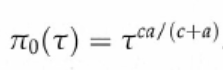 π₀(τ) = τ^{ca/(c+a)}